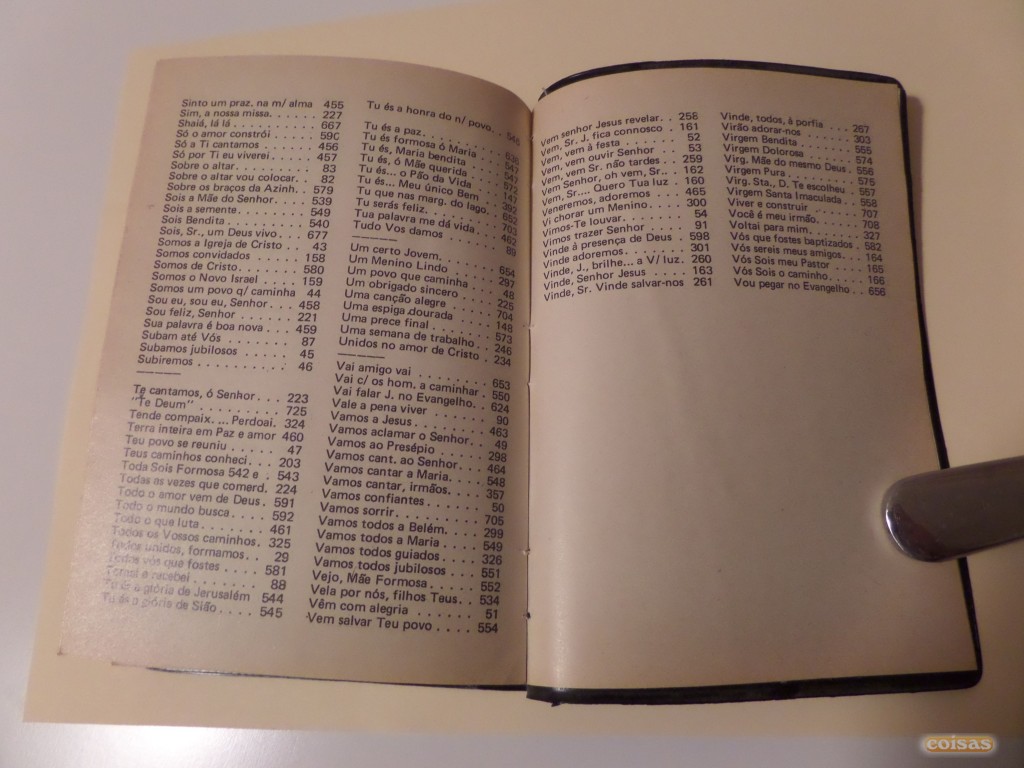 Sinto um praz. na m/ alma 455
Sim, a nossa missa. . . . . . 227
Shaiá, lá lá. . . . . . . . . 667
Só o amor constrói . . . . . 590
Só a Ti cantamos . . . . . . 456
Só por Ti eu viverei . . . . 457
Sobre o altar. . . . . . . . . 83
Sobre o altar vou colocar. . 82
Sobre os braços da Azinh. . 579
Sois a Mãe do Senhor. . . . 539
Sois a semente. . . . . . . . 549
Sois Bendita . . . . . . . . . 540
Sois, Sr., um Deus vivo. . . 677
Somos a Igreja de Cristo . . 43
Somos convidados . . . . . . 158
Somos de Cristo. . . . . . . 580
Somos o Novo Israel . . . . 159
Somos um povo q/ caminha 44
Sou eu, sou eu, Senhor. . . . 458
Sou feliz, Senhor . . . . . . 221
Sua palavra é boa nova . . . 459
Subam até Vós . . . . . . . 87
Subamos jubilosos . . . . . 45
Subiremos . . . . . . . . . . 46
Te cantamos, ó Senhor. . . 223
"Te Deum" . . . . . . . . . 725
Tende compaix. ... Perdoai. 324
Terra inteira em Paz e amor 460
Teu povo se reuniu . . . . . 47
Teus caminhos conheci. . . 203
Toda Sois Formosa 542 e . 543
Todas as vezes que comerd. 224
Todo o amor vem de Deus. 591
Todo o mundo busca. . . . 592
Todo o que luta. . . . . . . 461
Todos os Vossos caminhos. 325
Todos unidos, formamos. . 29
Todos vós que fostes . . . . 581
Tomai e recebei . . . . . . . 88
Tu és a glória de Jerusalém 544
Tu és a glória de Sião . . . . 545
Tu és a honra do n/ povo. . 546
Tu és a paz. . . . . . . . . .
Tu és formosa ó Maria . . .
Tu és, Maria bendita . . . . 547
Tu és, ó Mãe querida . . . . 547
Tu és... o Pão da Vida . . . 572
Tu és... Meu único Bem . . 147
Tu que nas marg. do lago. . 392
Tu serás feliz. . . . . . . . . 652
Tua palavra me dá vida. . . 703
Tudo Vos damos . . . . . . 462
89
Um certo Jovem. . . . . . . 654
Um Menino Lindo . . . . . 297
Um povo que caminha . . . 48
Um obrigado sincero . . . . 225
Uma canção alegre . . . . . 704
Uma espiga dourada . . . . 148
Uma prece final . . . . . . . 573
Uma semana de trabalho . . 246
Unidos no amor de Cristo . 234
Vai amigo vai . . . . . . . . 653
Vai c/ os hom. a caminhar . 550
Vai falar J. no Evangelho. . 624
Vale a pena viver . . . . . . 90
Vamos a Jesus. . . . . . . . 463
Vamos aclamar o Senhor. . 49
Vamos ao Presépio . . . . . 298
Vamos cant. ao Senhor. . . 464
Vamos cantar a Maria. . . . 548
Vamos cantar, irmãos. . . . 357
Vamos confiantes . . . . . . 50
Vamos sorrir. . . . . . . . . 705
Vamos todos a Belém. . . . 299
Vamos todos a Maria . . . . 549
Vamos todos guiados . . . . 326
Vamos todos jubilosos . . . 551
Vejo, Mãe Formosa . . . . . 552
Vela por nós, filhos Teus. . 534
Vêm com alegria . . . . . . 51
Vem salvar Teu povo . . . . 554
Vem senhor Jesus revelar. . 258
Vem, Sr. J. fica connosco . 161
Vem, vem à festa . . . . . . 52
Vem, vem ouvir Senhor . . 53
Vem, vem Sr. não tardes . . 259
Vem Senhor, oh vem, Sr.. . 162
Vem, Sr.... Quero Tua luz . 160
Veneremos, adoremos . . . 465
Vi chorar um Menino. . . . 300
Vimos-Te louvar. . . . . . . 54
Vimos trazer Senhor . . . . 91
Vinde à presença de Deus . 598
Vinde adoremos. . . . . . . 301
Vinde, J., brilhe... a V/ luz. 260
Vinde, Senhor Jesus . . . . 163
Vinde, Sr. Vinde salvar-nos 261
Vinde, todos, à porfia . . . 267
Virão adorar-nos . . . . . . 303
Virgem Bendita . . . . . . . 555
Virgem Dolorosa . . . . . . 574
Virg. Mãe do mesmo Deus . 556
Virgem Pura . . . . . . . . . 575
Virg. Sta., D. Te escolheu . 557
Virgem Santa Imaculada . . 558
Viver e construir . . . . . . 707
Você é meu irmão. . . . . . 708
Voltai para mim. . . . . . . 327
Vós que fostes baptizados . 582
Vós sereis meus amigos. . . 164
Vós Sois meu Pastor . . . . 165
Vós Sois o caminho. . . . . 166
Vou pegar no Evangelho . . 656
coisas